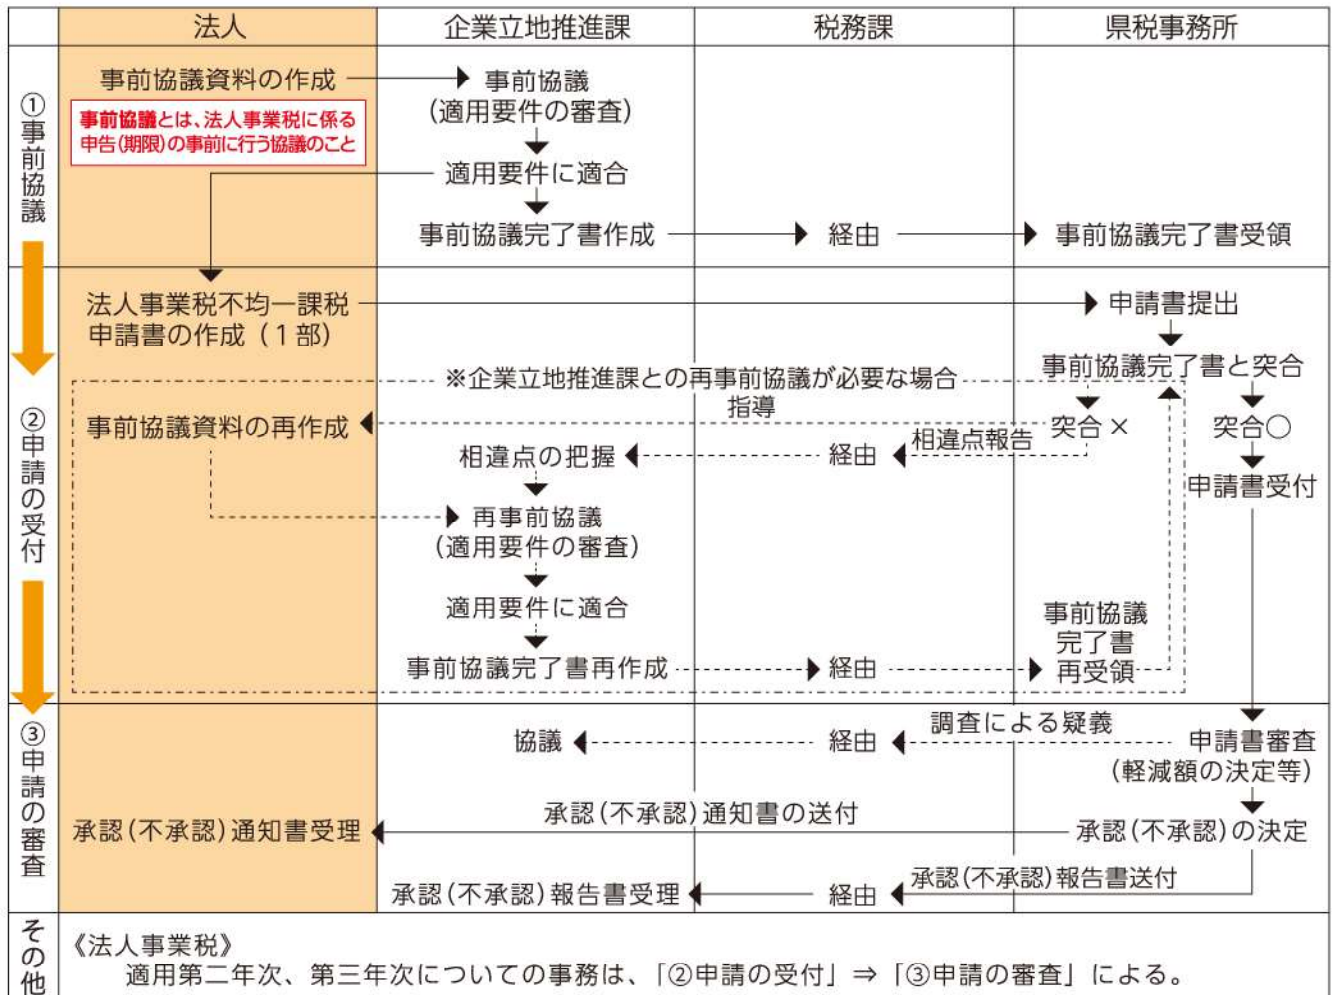 法人
企業立地推進課
税務課
県税事務所
①事前協議
事前協議資料の作成
事前協議とは、法人事業税に係る
申告(期限)の事前に行う協議のこと
事前協議
(適用要件の審査)
適用要件に適合
事前協議完了書作成
経由
事前協議完了書受領
②申請の受付
法人事業税不均一課税
申請書の作成(1部)
申請書提出
事前協議完了書と突合
※企業立地推進課との再事前協議が必要な場合
指導
事前協議資料の再作成
突合×
突合○
相違点報告
経由
相違点の把握
申請書受付
再事前協議
(適用要件の審査)
適用要件に適合
事前協議完了書再作成
経由
事前協議
完了書
再受領
③申請の審査
協議
経由
調査による疑義
申請書審査
(軽減額の決定等)
承認(不承認)通知書受理
承認(不承認)通知書の送付
承認(不承認)の決定
承認(不承認)報告書受理
経由
承認(不承認)報告書送付
その他
《法人事業税》
適用第二年次、第三年次についての事務は、「②申請の受付」⇒「③申請の審査」による。